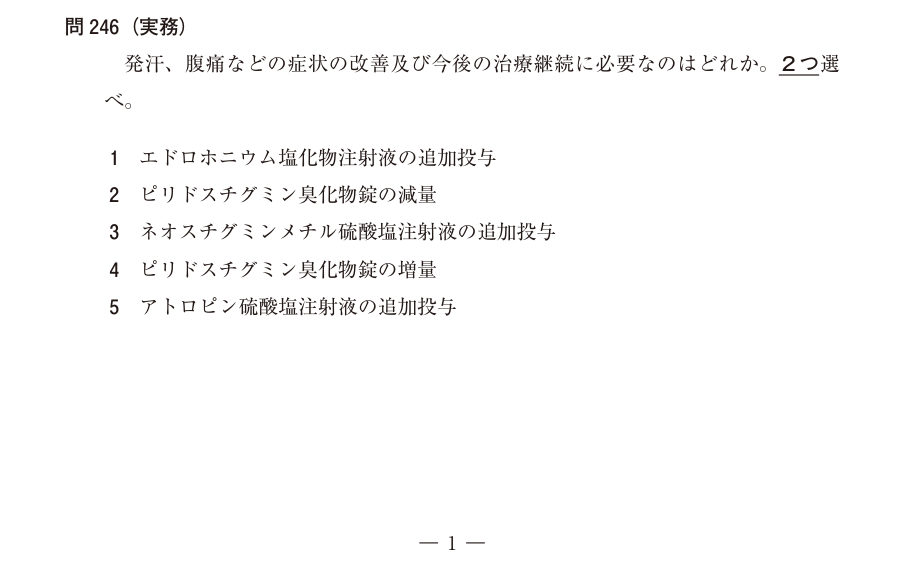 問 246（実務）
発汗、腹痛などの症状の改善及び今後の治療継続に必要なのはどれか。２つ選
べ。
1 エドロホニウム塩化物注射液の追加投与
2 ピリドスチグミン臭化物錠の減量
3 ネオスチグミンメチル硫酸塩注射液の追加投与
4 ピリドスチグミン臭化物錠の増量
5 アトロピン硫酸塩注射液の追加投与
― 1 ―